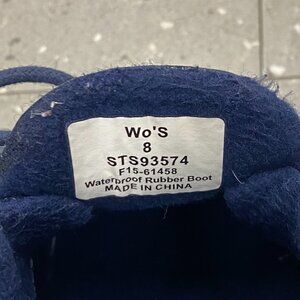 Wo'S
8
STS93574
F15-61458
Waterproof Rubber Boot
MADE IN CHINA